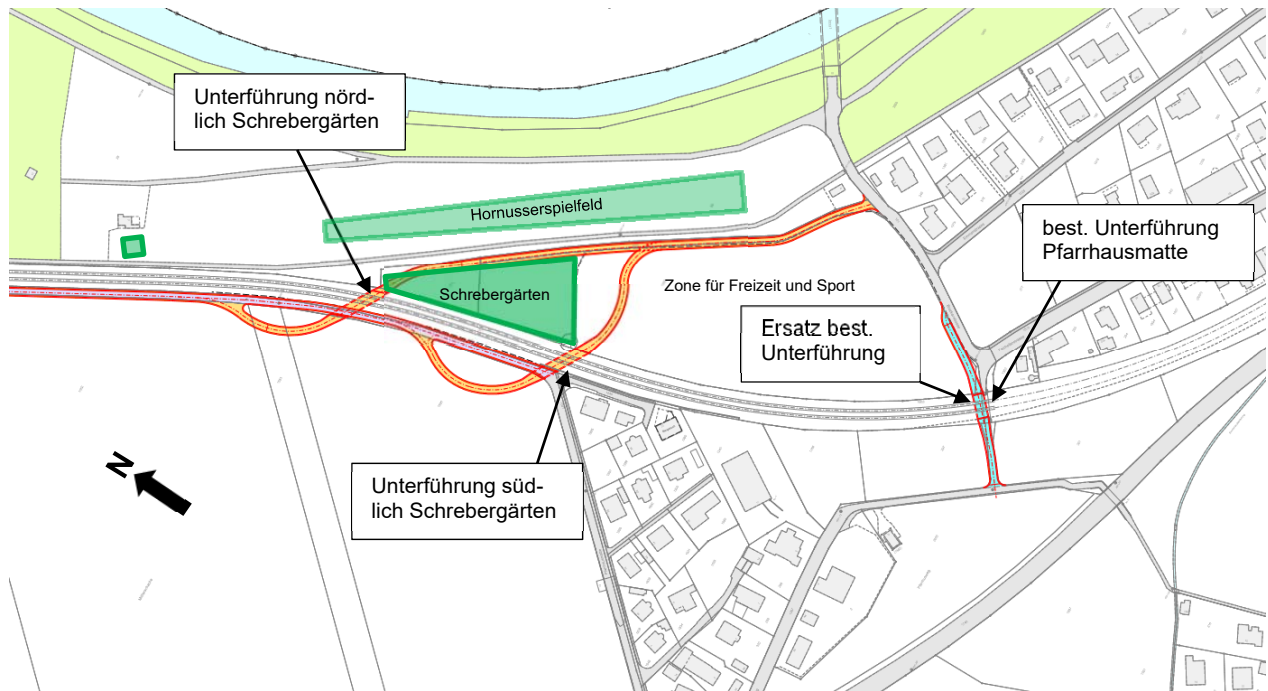 Unterführung nörd-
lich Schrebergärten
Hornusserspielfeld
best. Unterführung
Pfarrhausmatte
Schrebergärten
Zone für Freizeit und Sport
Ersatz best.
Unterführung
N
Unterführung süd-
lich Schrebergärten